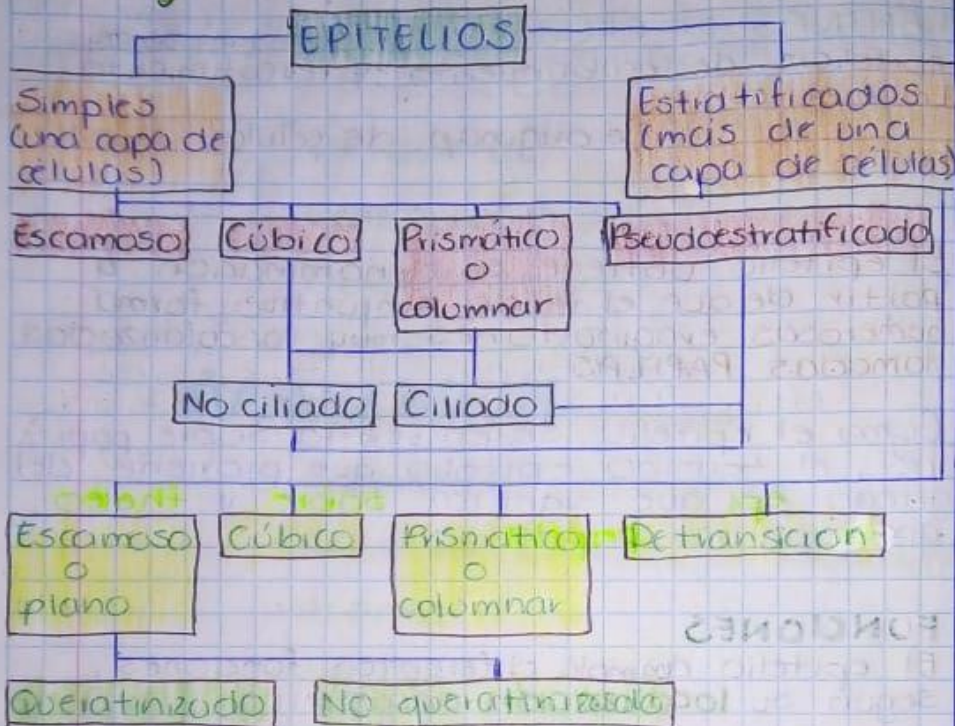 EPITELIOS
Simples
(una capa de
células)
Estratificados
(más de una
capa de células)
Escamoso
Cúbico
Prismático
o
columnar
Pseudoestratificado
No ciliado
Ciliado
Escamoso
o
plano
Cúbico
Prismático
o
columnar
De transición
Queratinizado
No queratinizado